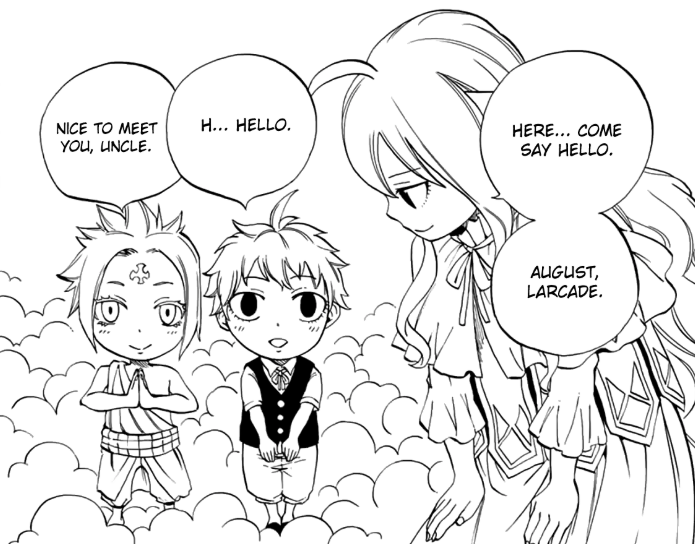 HERE... COME
SAY HELLO.
AUGUST,
LARCADE.
H... HELLO.
NICE TO MEET
YOU, UNCLE.